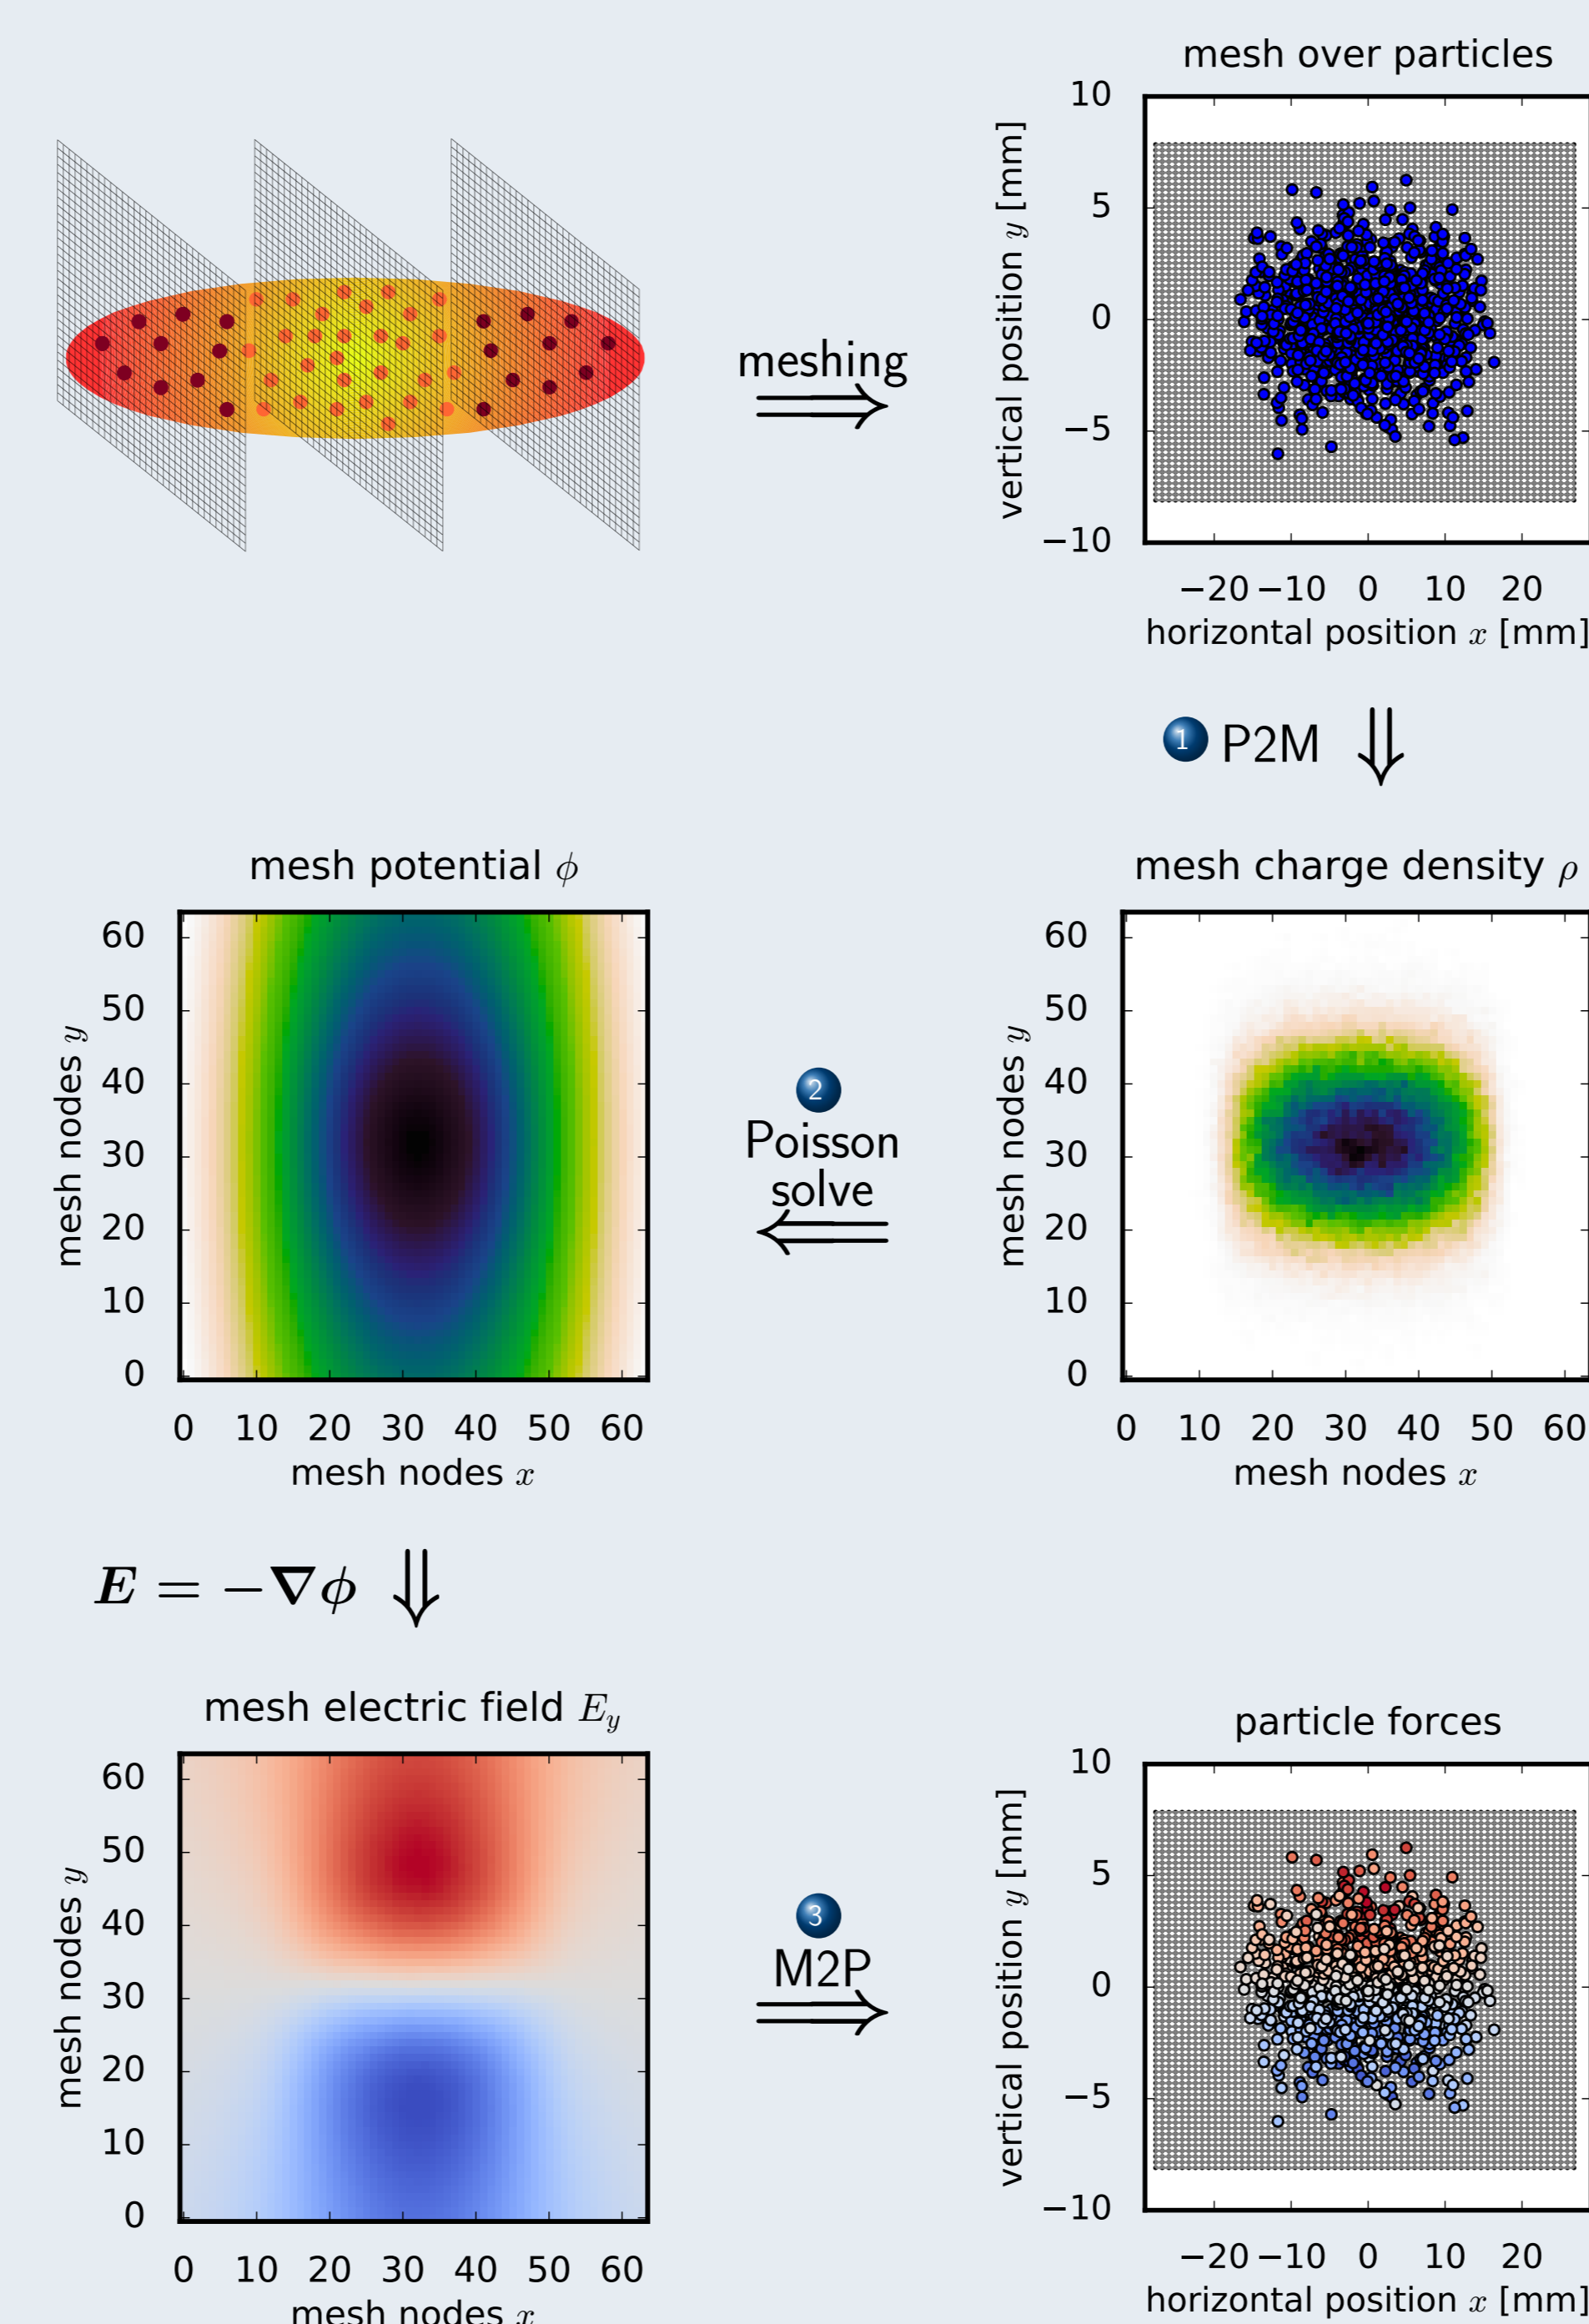 mesh over particles
10
5
0
−5
−10
vertical position y [mm]
−20 −10 0 10 20
horizontal position x [mm]
meshing
1 P2M
mesh potential ϕ
60
50
40
30
20
10
0
mesh nodes y
0 10 20 30 40 50 60
mesh nodes x
2
Poisson
solve
mesh charge density ρ
60
50
40
30
20
10
0
mesh nodes y
0 10 20 30 40 50 60
mesh nodes x
E = −∇ϕ
mesh electric field E_y
60
50
40
30
20
10
0
mesh nodes y
0 10 20 30 40 50 60
mesh nodes x
3
M2P
particle forces
10
5
0
−5
−10
vertical position y [mm]
−20 −10 0 10 20
horizontal position x [mm]